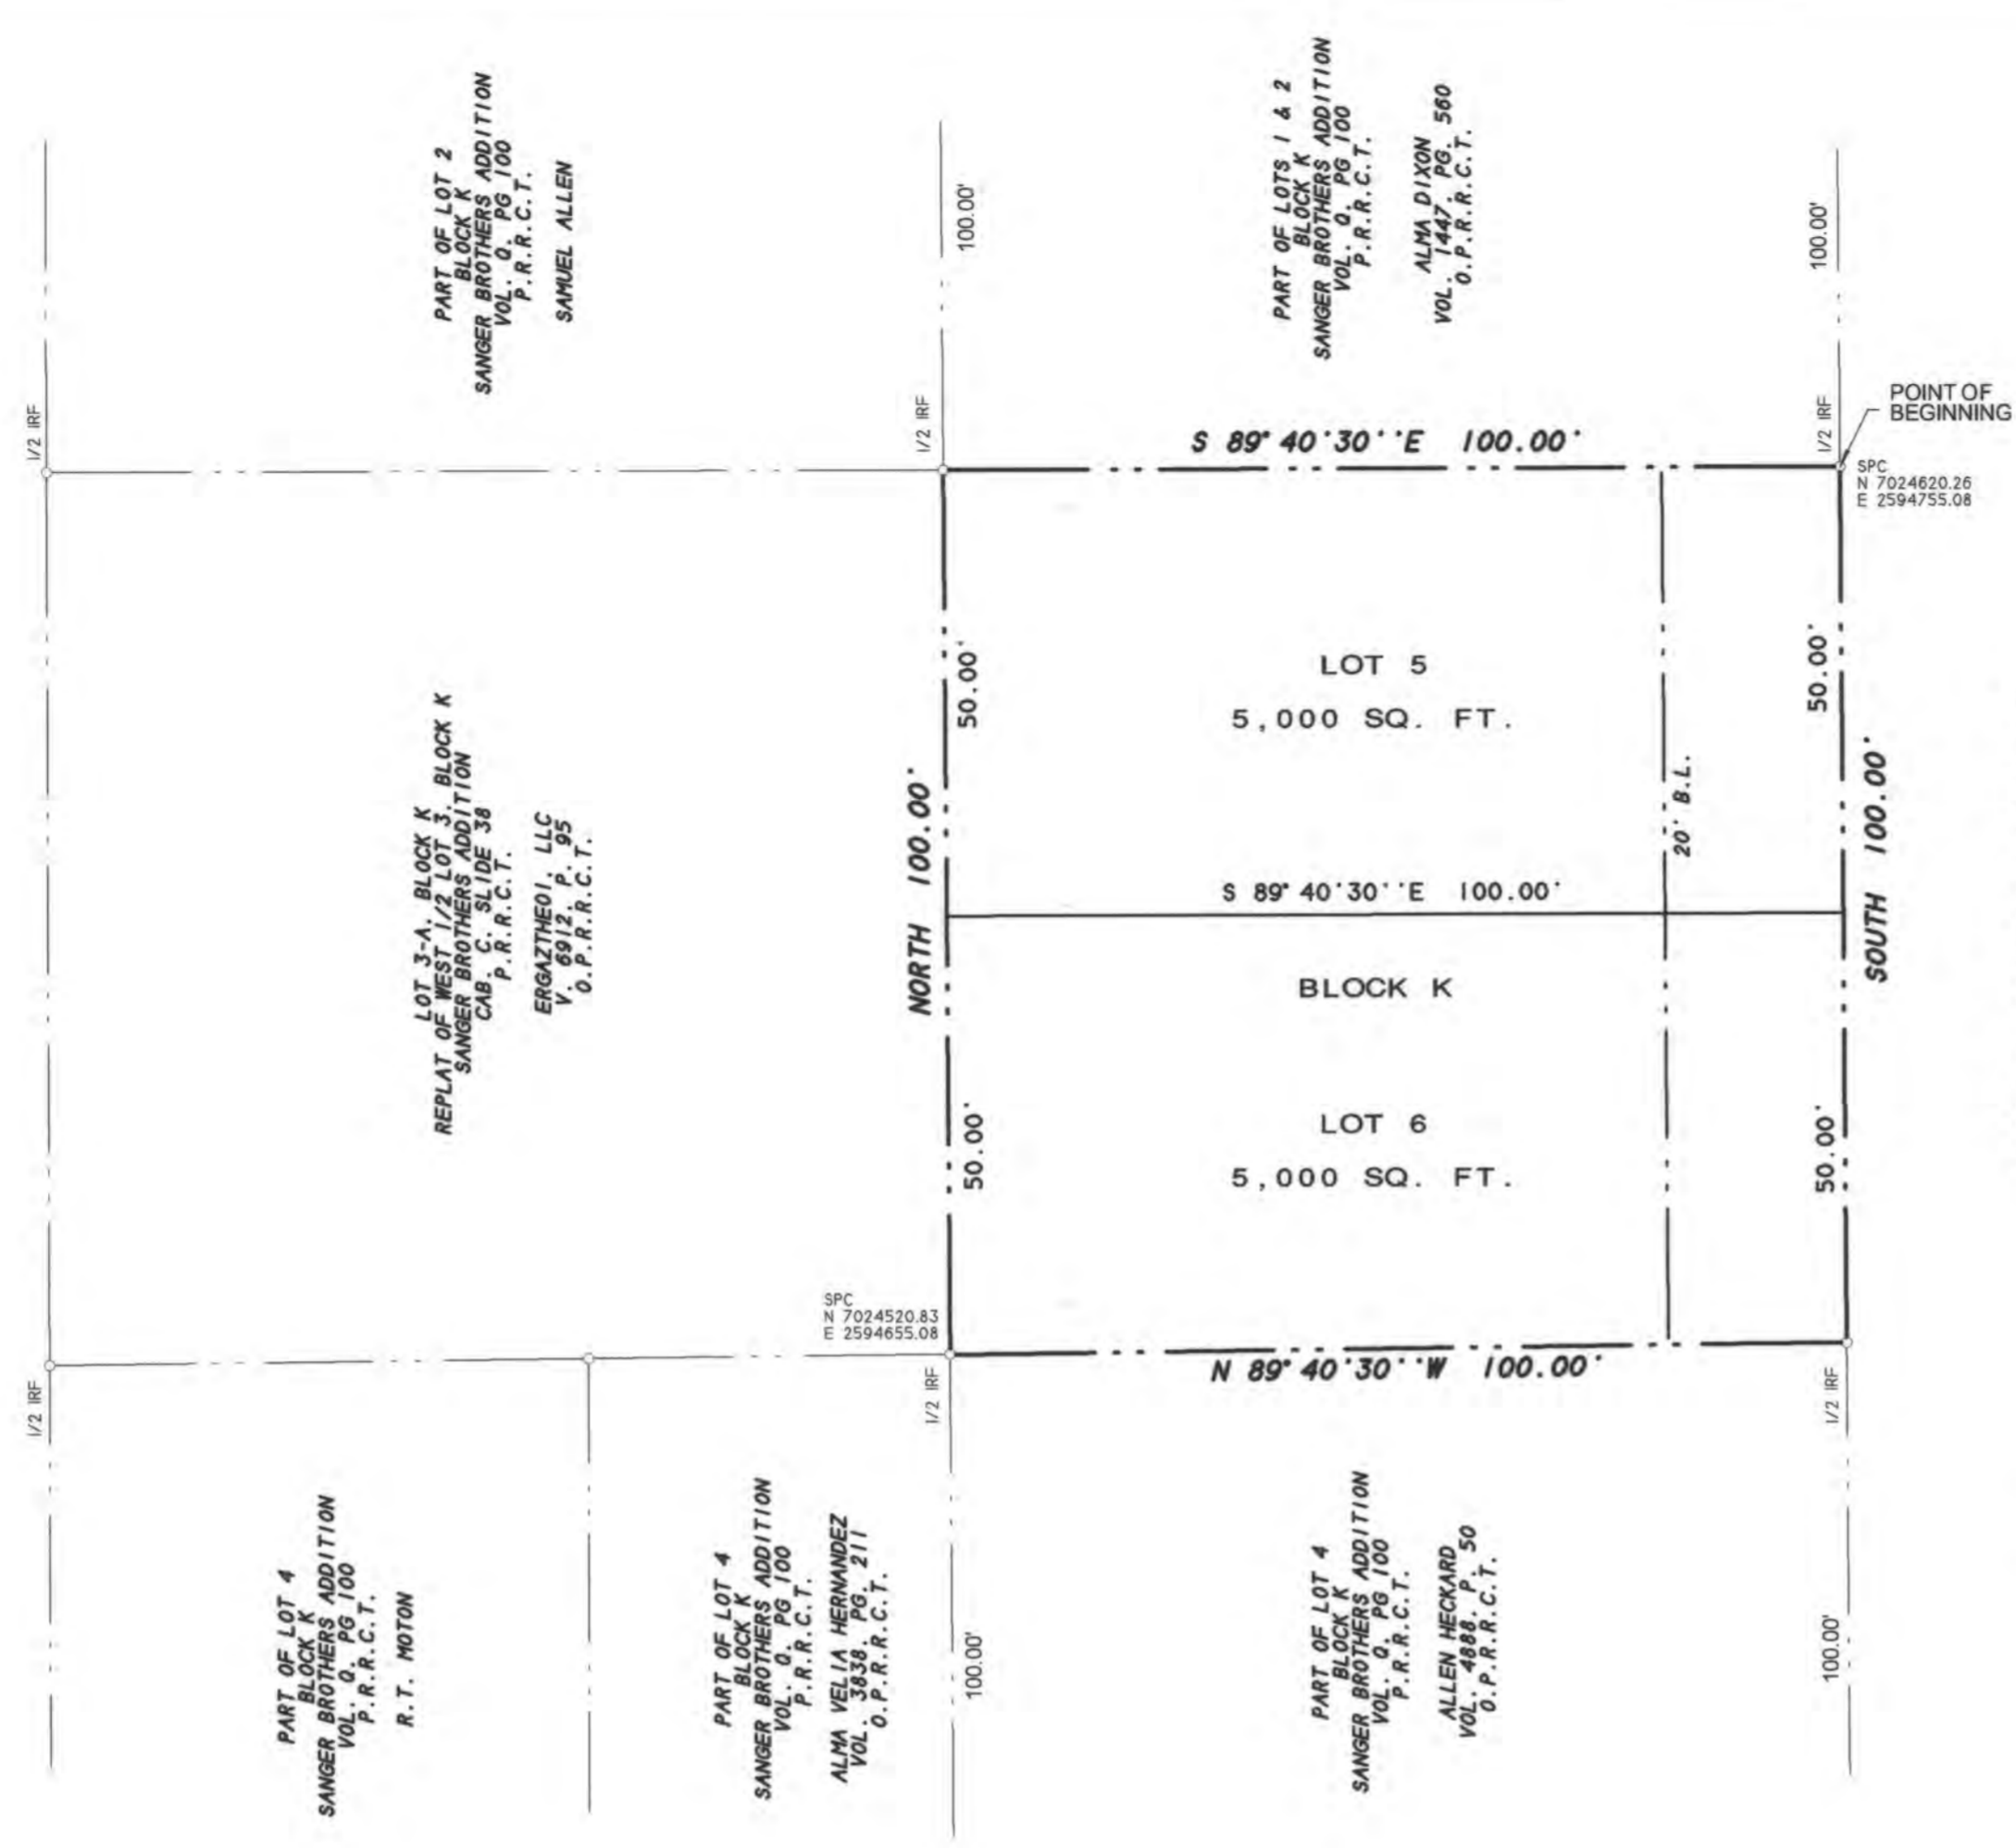 PART OF LOT 2
BLOCK K
SANGER BROTHERS ADDITION
VOL. Q. PG 100
P.R.R.C.T.
SAMUEL ALLEN
100.00'
PART OF LOTS 1 & 2
BLOCK K
SANGER BROTHERS ADDITION
VOL. Q. PG 100
P.R.R.C.T.
ALMA DIXON
VOL. 1447, PG. 560
O.P.R.R.C.T.
100.00'
1/2 IRF
1/2 IRF
S 89°40'30''E 100.00'
1/2 IRF
POINT OF
BEGINNING
SPC
N 7024620.26
E 2594755.08
LOT 3-A, BLOCK K
REPLAT OF WEST 1/2 LOT 3, BLOCK K
SANGER BROTHERS ADDITION
CAB. C. SLIDE 38
P.R.R.C.T.
ERGAZTHEOI, LLC
V. 6912, P. 95
O.P.R.R.C.T.
NORTH 100.00'
50.00'
LOT 5
5,000 SQ. FT.
50.00'
20' B.L.
SOUTH 100.00'
S 89°40'30''E 100.00'
BLOCK K
50.00'
LOT 6
5,000 SQ. FT.
50.00'
SPC
N 7024520.83
E 2594655.08
N 89°40'30''W 100.00'
1/2 IRF
1/2 IRF
1/2 IRF
PART OF LOT 4
BLOCK K
SANGER BROTHERS ADDITION
VOL. Q. PG 100
P.R.R.C.T.
R.T. MOTON
PART OF LOT 4
BLOCK K
SANGER BROTHERS ADDITION
VOL. Q. PG 100
P.R.R.C.T.
ALMA VELIA HERNANDEZ
VOL. 3838, PG. 211
O.P.R.R.C.T.
100.00'
PART OF LOT 4
BLOCK K
SANGER BROTHERS ADDITION
VOL. Q. PG 100
P.R.R.C.T.
ALLEN HECKARD
VOL. 4888, P. 50
O.P.R.R.C.T.
100.00'